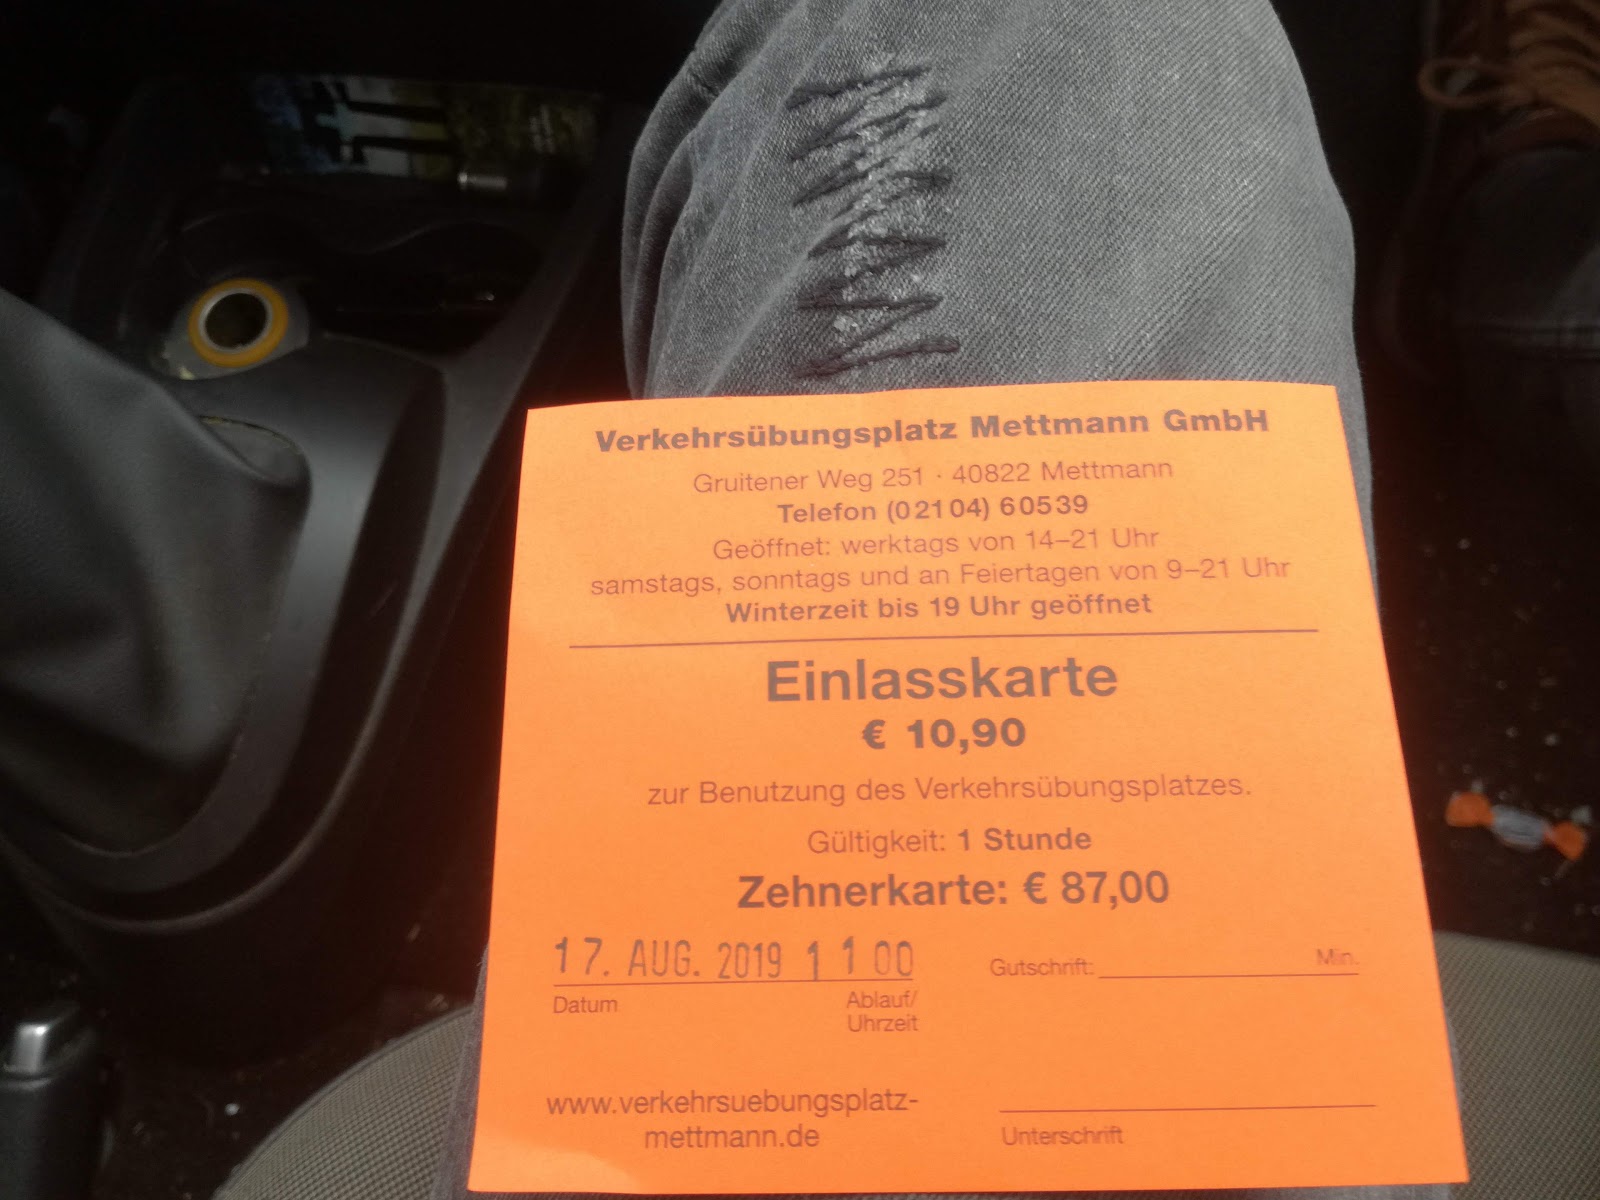 Verkehrsübungsplatz Mettmann GmbH
Gruitener Weg 251 · 40822 Mettmann
Telefon (02104) 60539
Geöffnet: werktags von 14–21 Uhr
samstags, sonntags und an Feiertagen von 9–21 Uhr
Winterzeit bis 19 Uhr geöffnet
Einlasskarte
€ 10,90
zur Benutzung des Verkehrsübungsplatzes.
Gültigkeit: 1 Stunde
Zehnerkarte: € 87,00
17. AUG. 2019 11 00
Gutschrift: Min.
Datum Ablauf/
Uhrzeit
www.verkehrsuebungsplatz-
mettmann.de
Unterschrift